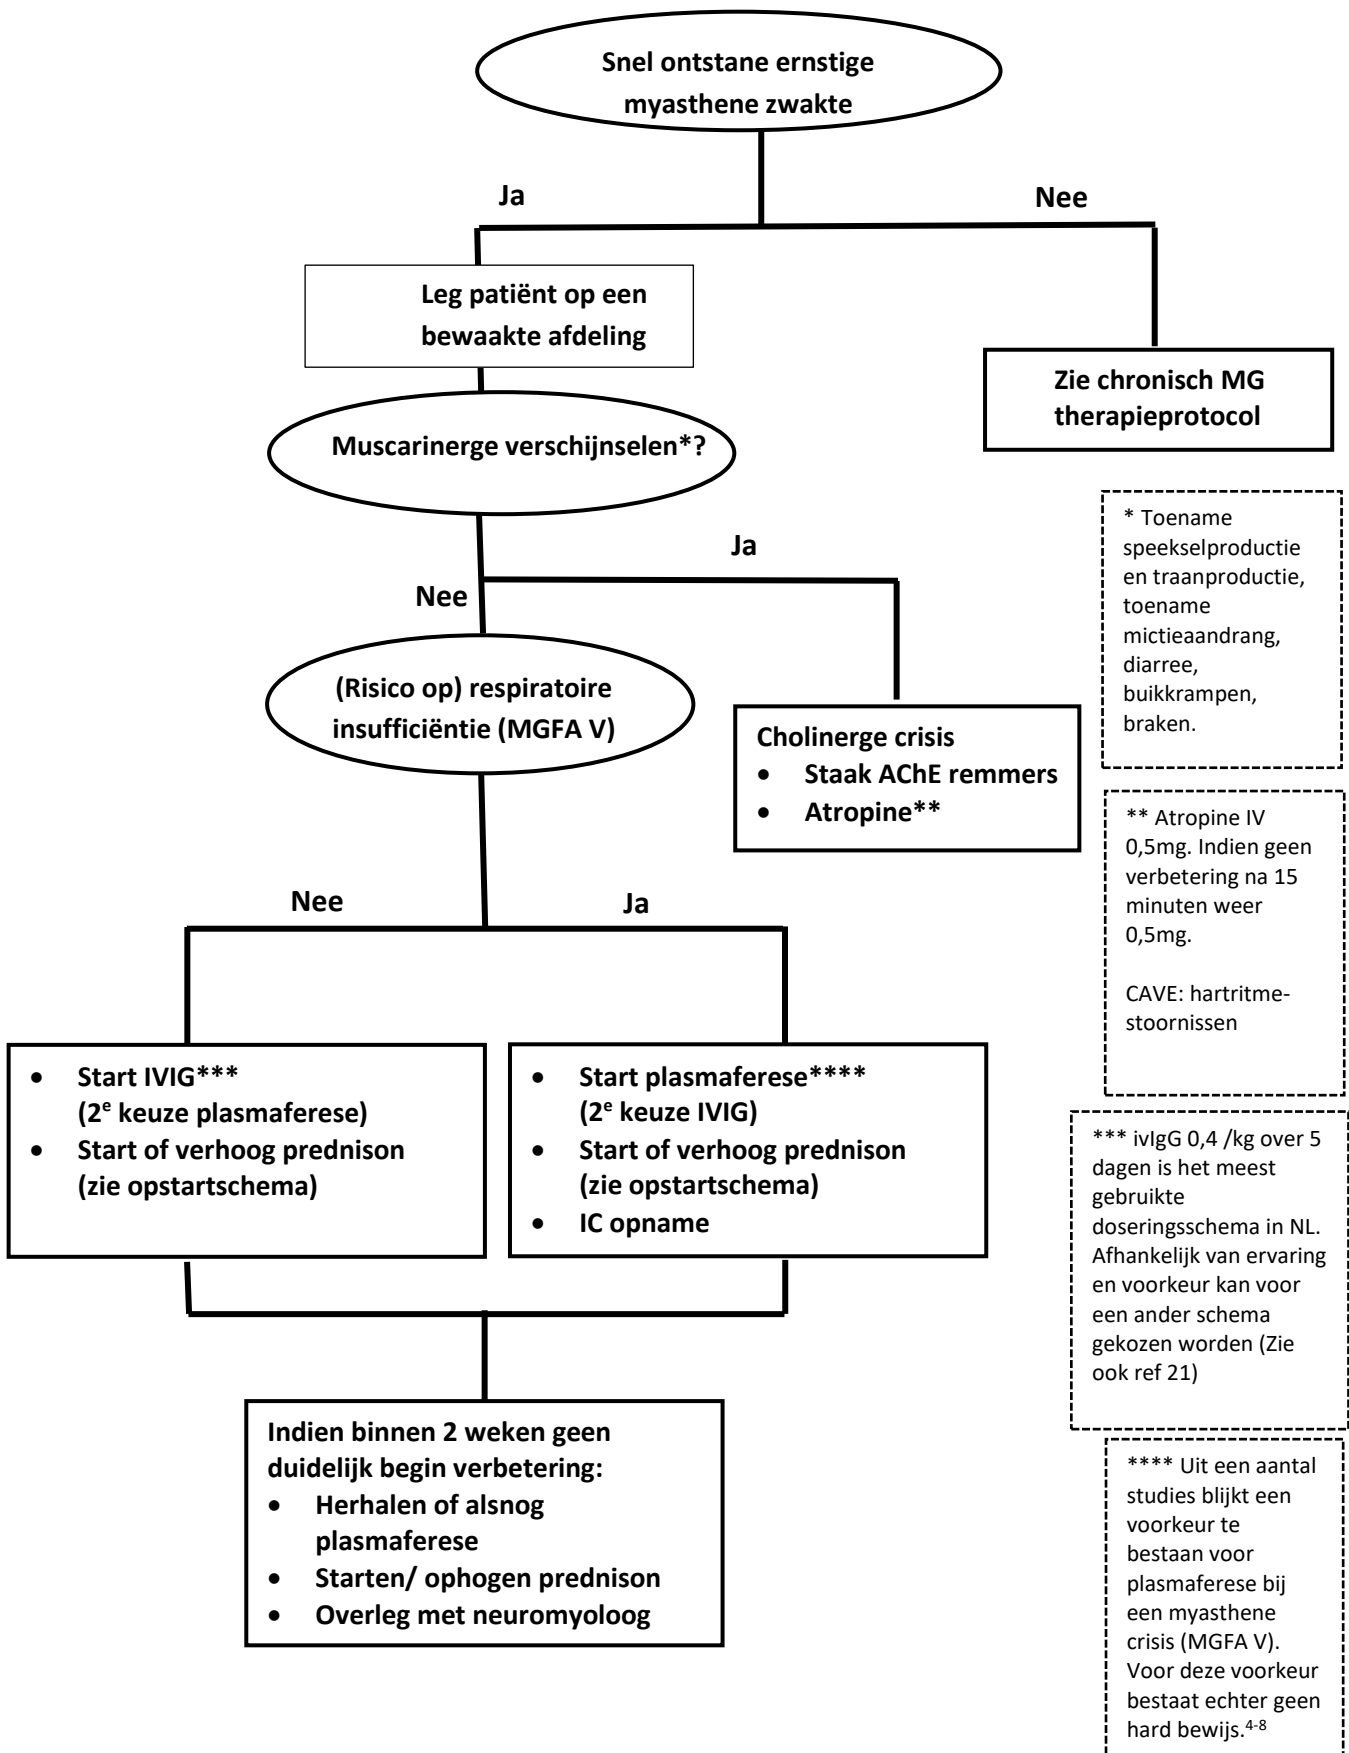 Snel ontstane ernstige
myasthene zwakte
Ja
Nee
Leg patiënt op een
bewaakte afdeling
Zie chronisch MG
therapieprotocol
Muscarinerge verschijnselen*?
Ja
Nee
* Toename
speekselproductie
en traanproductie,
toename
mictieaandrang,
diarree,
buikkrampen,
braken.
(Risico op) respiratoire
insufficiëntie (MGFA V)
Cholinerge crisis
• Staak AChE remmers
• Atropine**
** Atropine IV
0,5mg. Indien geen
verbetering na 15
minuten weer
0,5mg.
CAVE: hartritme-
stoornissen
Nee
Ja
• Start IVIG***
(2e keuze plasmaferese)
• Start of verhoog prednison
(zie opstartschema)
• Start plasmaferese****
(2e keuze IVIG)
• Start of verhoog prednison
(zie opstartschema)
• IC opname
*** ivIgG 0,4 /kg over 5
dagen is het meest
gebruikte
doseringsschema in NL.
Afhankelijk van ervaring
en voorkeur kan voor
een ander schema
gekozen worden (Zie
ook ref 21)
Indien binnen 2 weken geen
duidelijk begin verbetering:
• Herhalen of alsnog
plasmaferese
• Starten/ ophogen prednison
• Overleg met neuromyoloog
**** Uit een aantal
studies blijkt een
voorkeur te
bestaan voor
plasmaferese bij
een myasthene
crisis (MGFA V).
Voor deze voorkeur
bestaat echter geen
hard bewijs.4-8